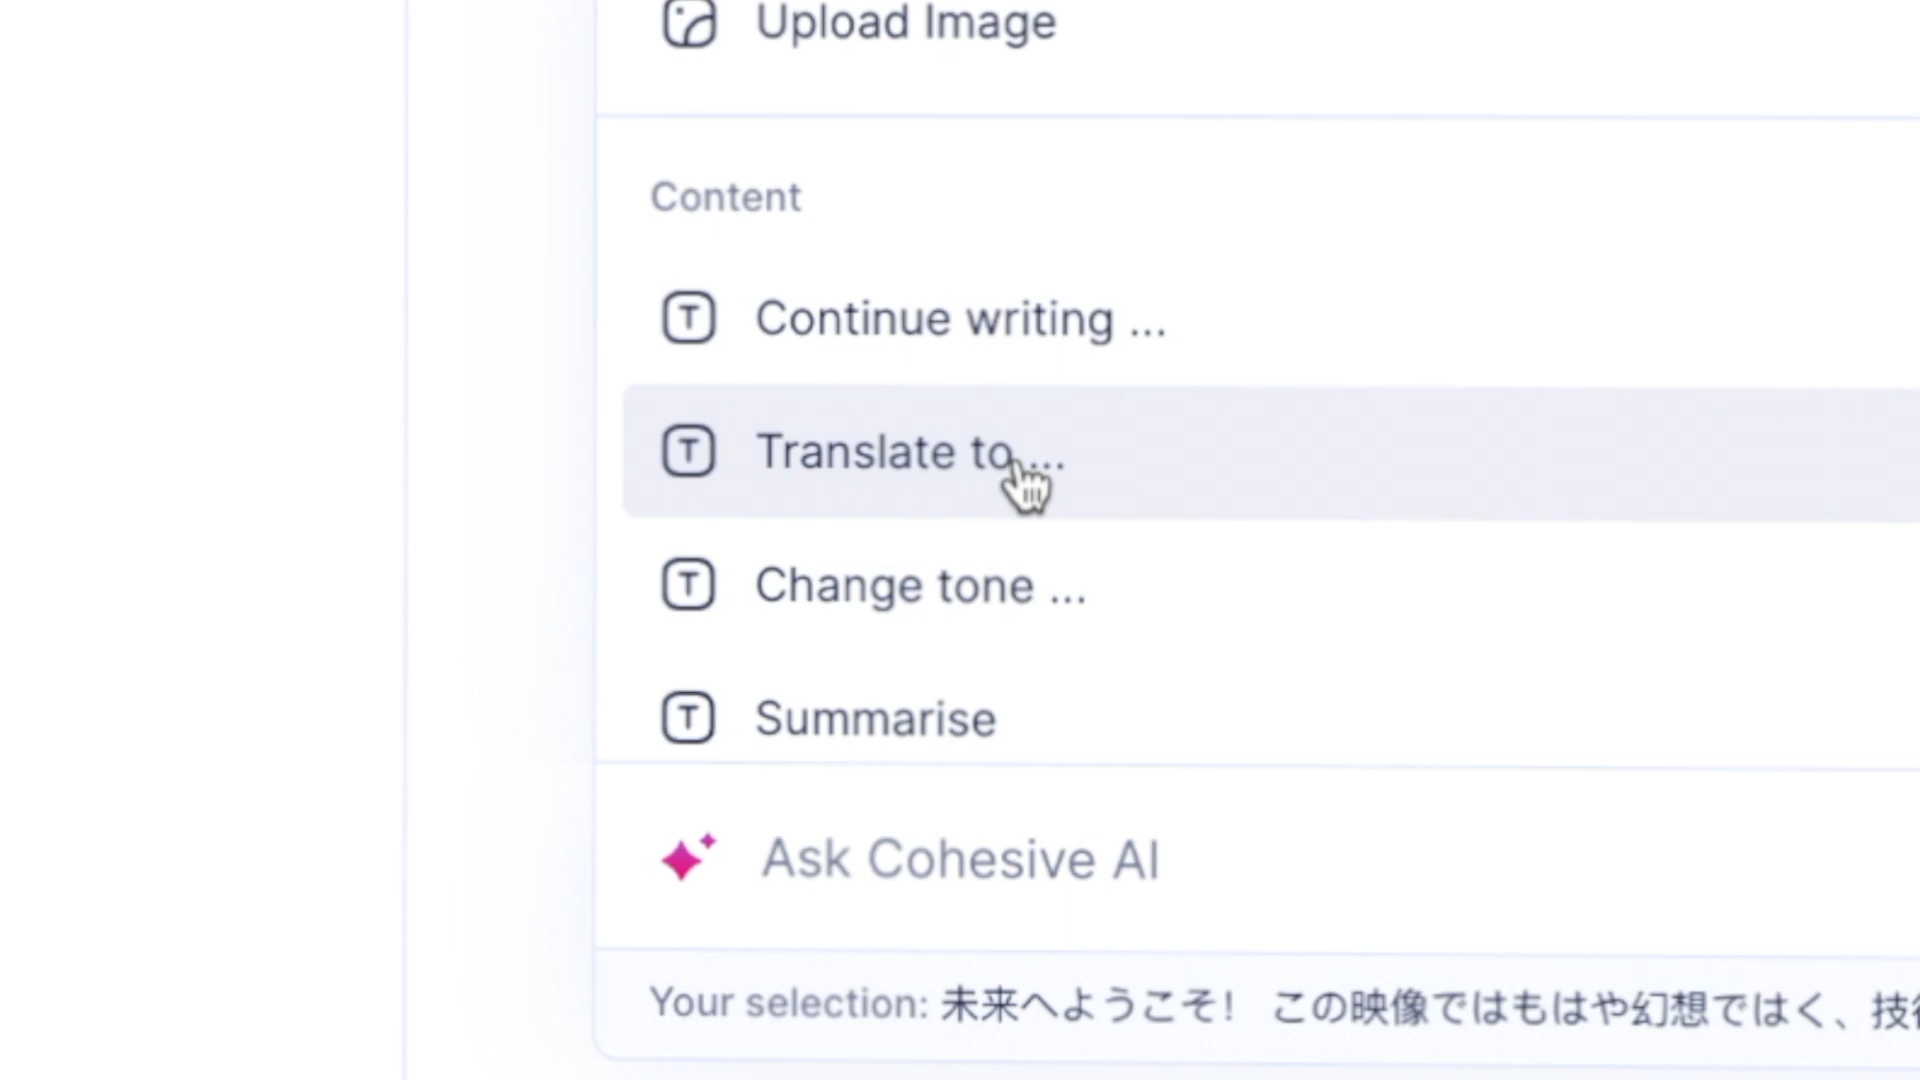 Upload Image
Content
Continue writing ...
Translate to ...
Change tone ...
Summarise
Ask Cohesive AI
Your selection: 未来へようこそ! この映像ではもはや幻想ではく、技